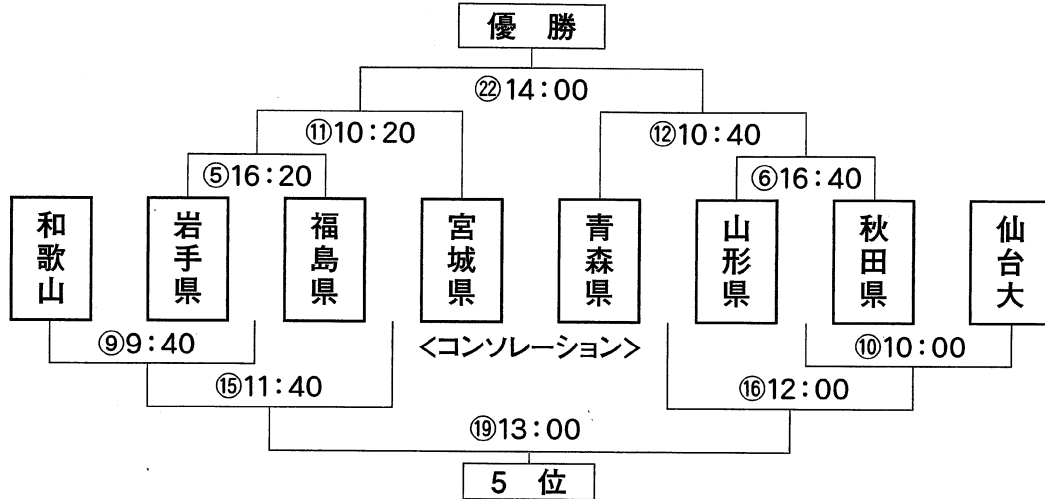 優 勝
㉒14:00
⑪10:20
⑫10:40
⑤16:20
⑥16:40
和歌山
岩手県
福島県
宮城県
青森県
山形県
秋田県
仙台大
⑨9:40
<コンソレーション>
⑩10:00
⑮11:40
⑯12:00
⑲13:00
5 位